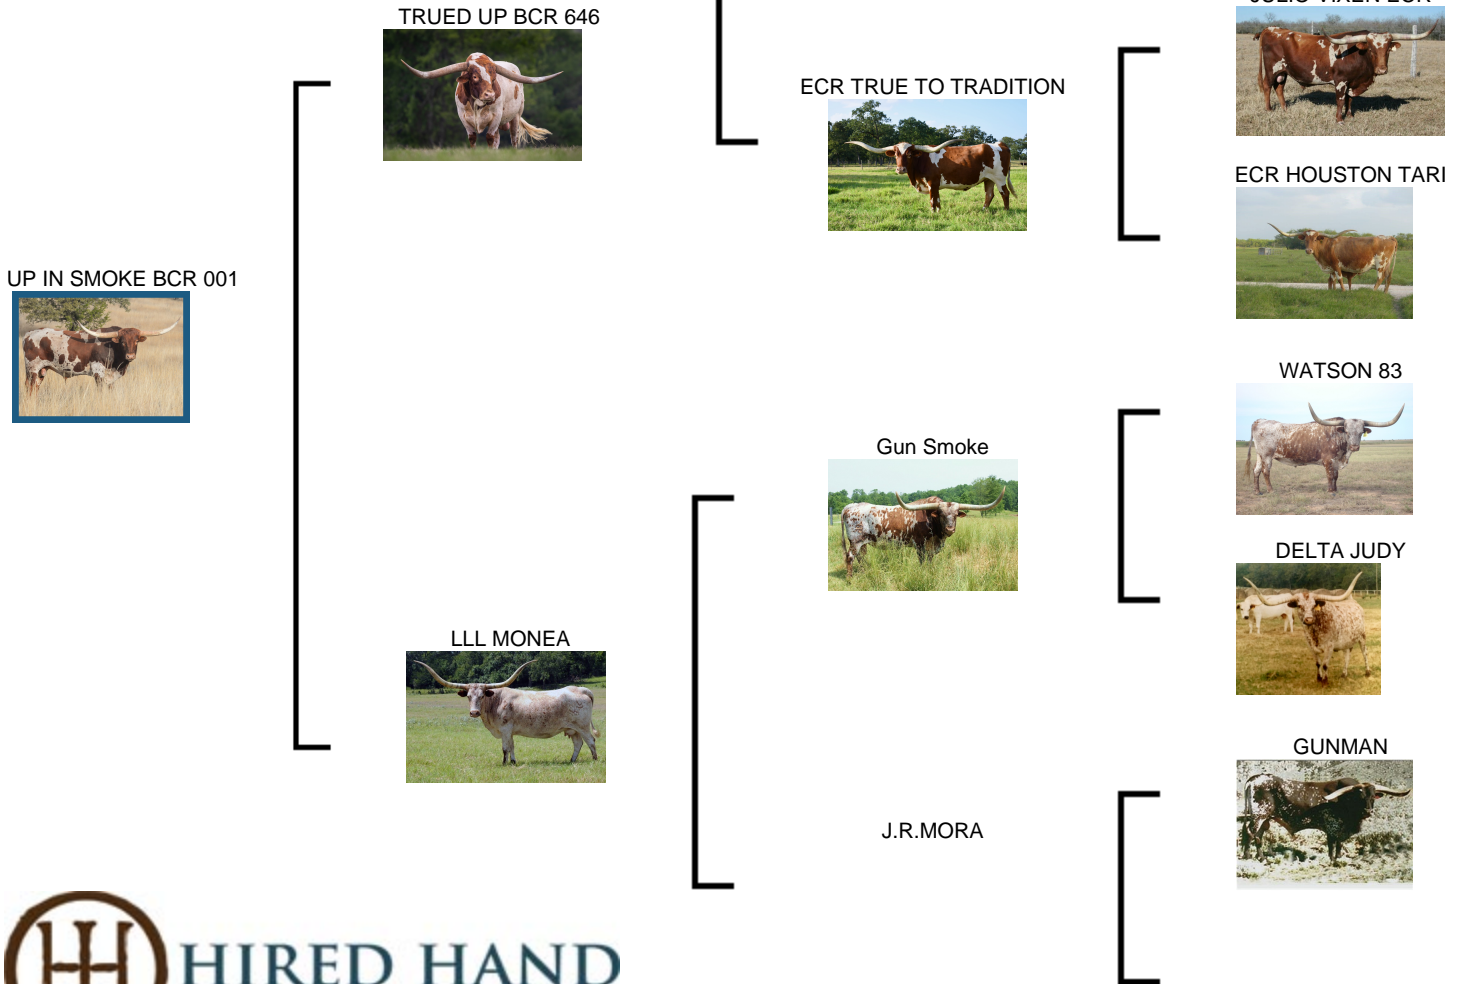 TRUED UP BCR 646
ECR TRUE TO TRADITION
ECR HOUSTON TARI
UP IN SMOKE BCR 001
WATSON 83
Gun Smoke
DELTA JUDY
LLL MONEA
GUNMAN
J.R.MORA
HIRED HAND